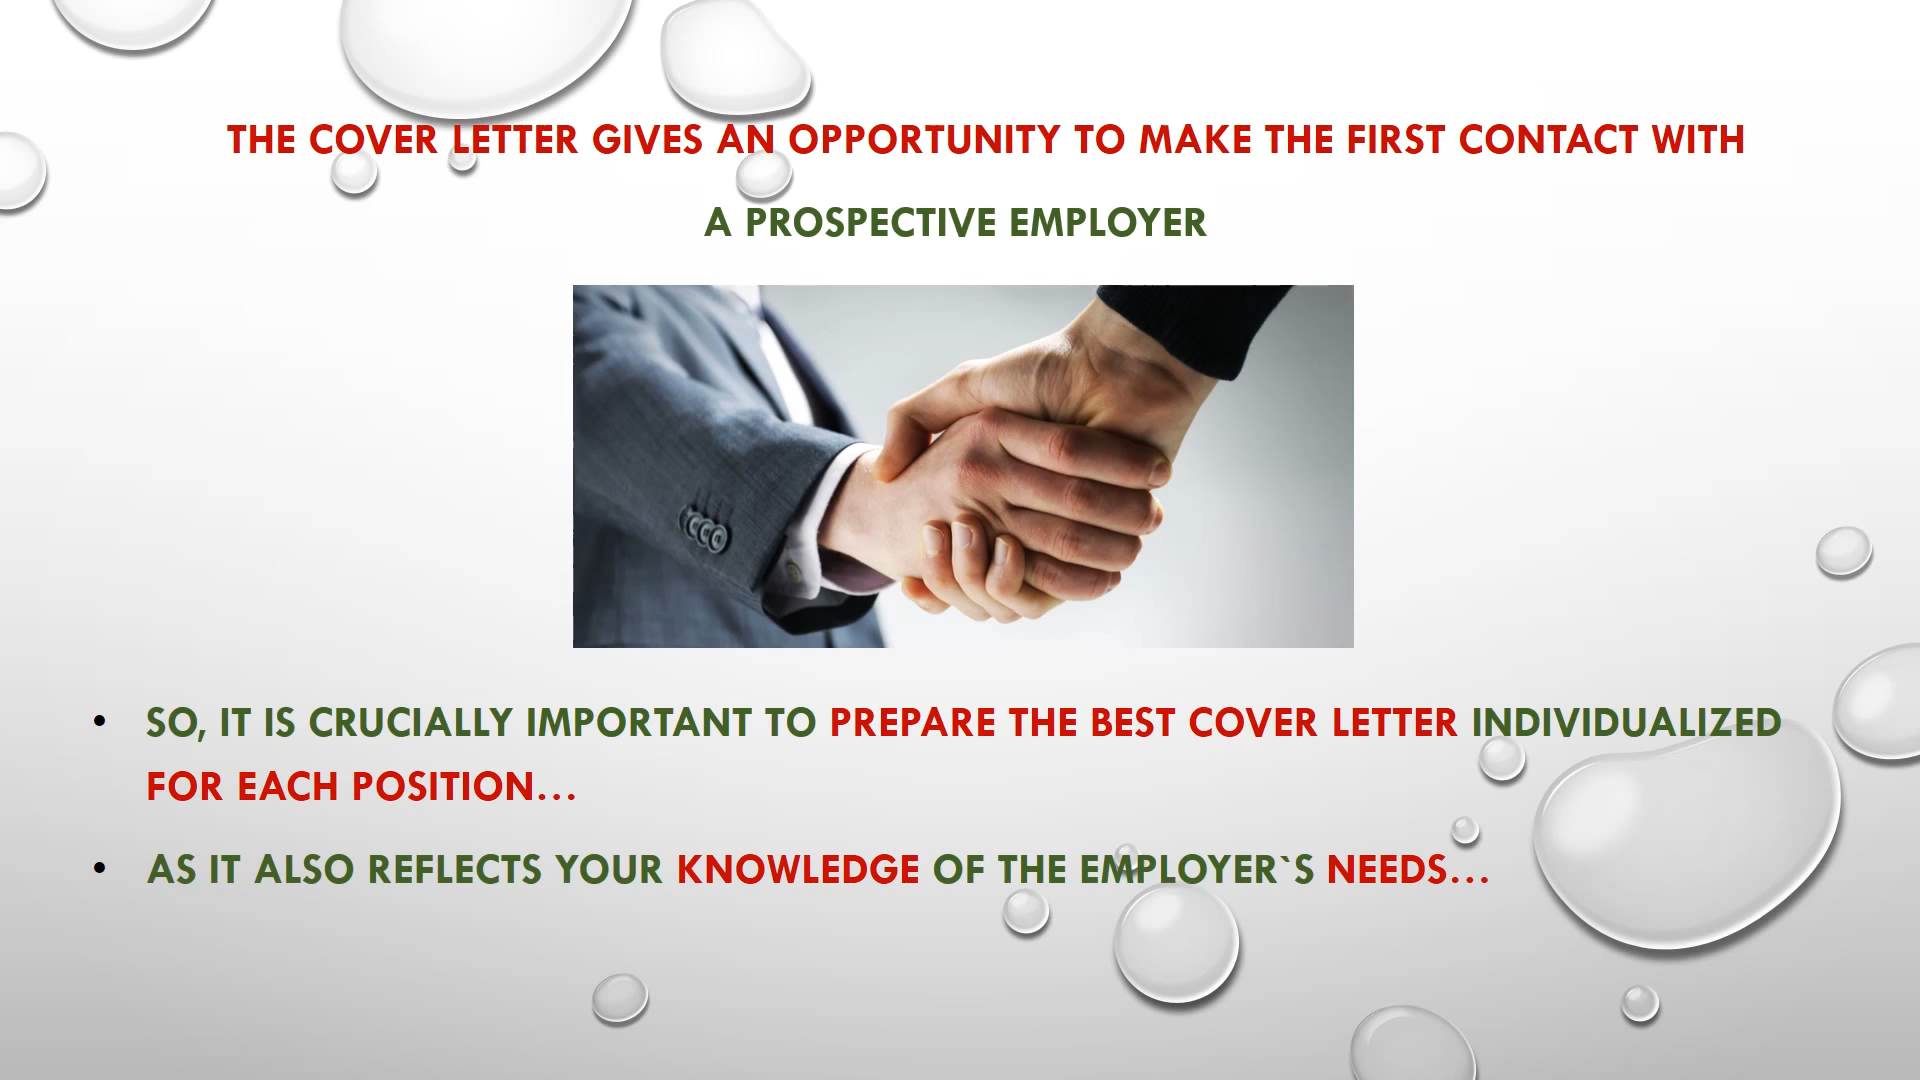 THE COVER LETTER GIVES AN OPPORTUNITY TO MAKE THE FIRST CONTACT WITH
A PROSPECTIVE EMPLOYER
• SO, IT IS CRUCIALLY IMPORTANT TO PREPARE THE BEST COVER LETTER INDIVIDUALIZED
FOR EACH POSITION…
• AS IT ALSO REFLECTS YOUR KNOWLEDGE OF THE EMPLOYER`S NEEDS…